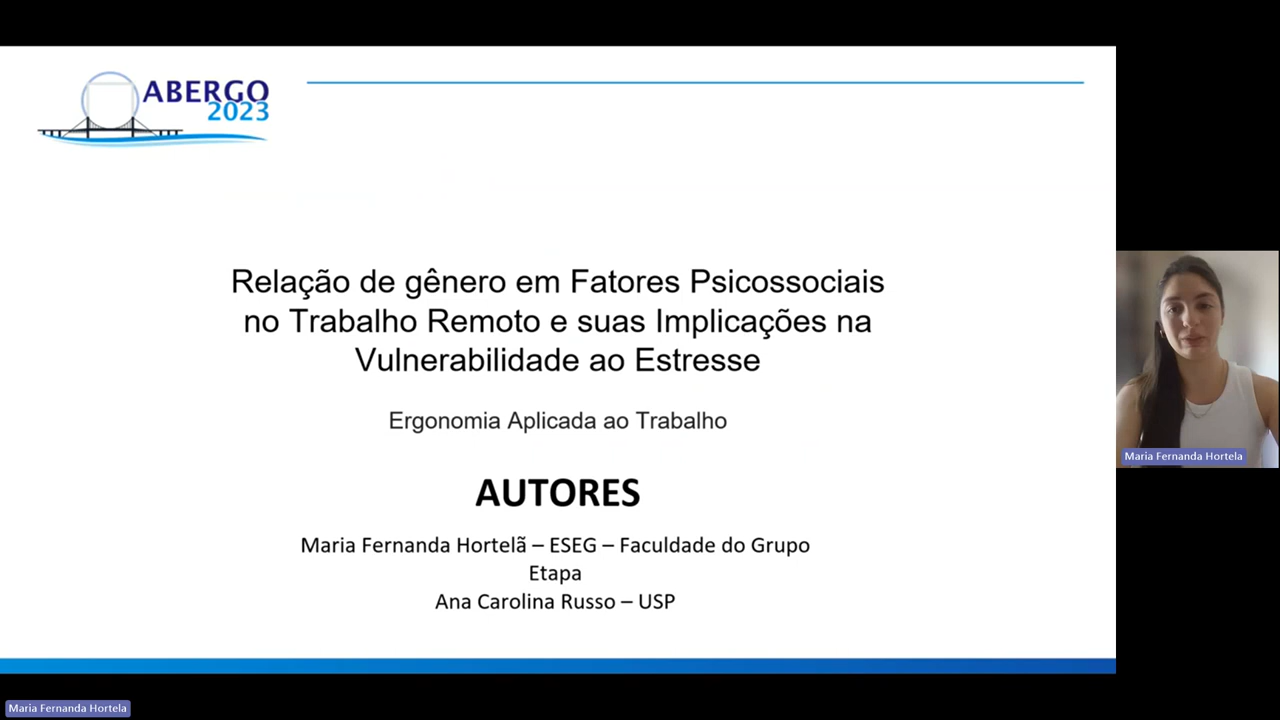 ABERGO
2023
Relação de gênero em Fatores Psicossociais
no Trabalho Remoto e suas Implicações na
Vulnerabilidade ao Estresse
Ergonomia Aplicada ao Trabalho
AUTORES
Maria Fernanda Hortelã – ESEG – Faculdade do Grupo
Etapa
Ana Carolina Russo – USP
Maria Fernanda Hortela
Maria Fernanda Hortela